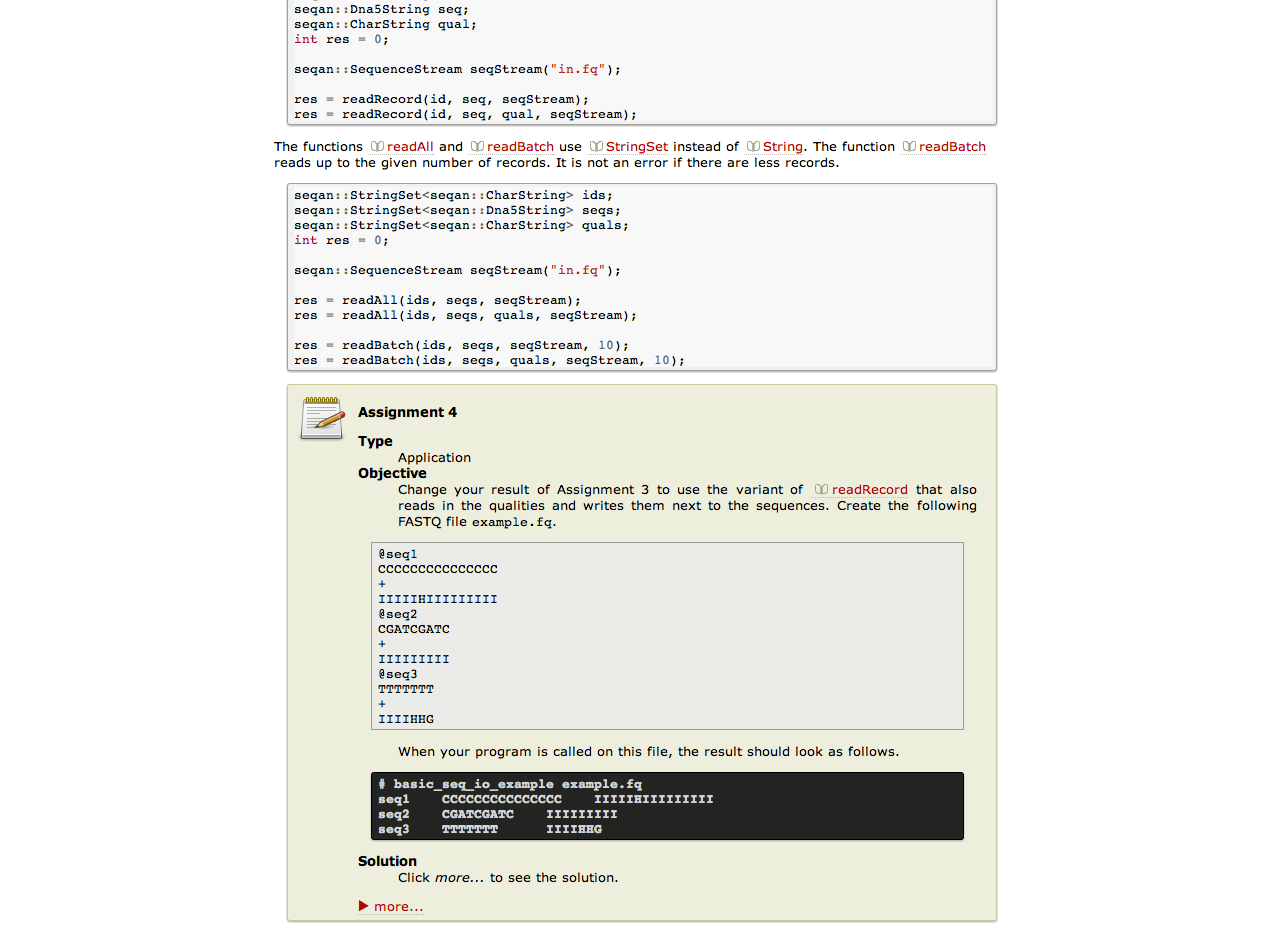 seqan::Dna5String seq;
seqan::CharString qual;
int res = 0;
seqan::SequenceStream seqStream("in.fq");
res = readRecord(id, seq, seqStream);
res = readRecord(id, seq, qual, seqStream);
The functions readAll and readBatch use StringSet instead of String. The function readBatch
reads up to the given number of records. It is not an error if there are less records.
seqan::StringSet<seqan::CharString> ids;
seqan::StringSet<seqan::Dna5String> seqs;
seqan::StringSet<seqan::CharString> quals;
int res = 0;
seqan::SequenceStream seqStream("in.fq");
res = readAll(ids, seqs, seqStream);
res = readAll(ids, seqs, quals, seqStream);
res = readBatch(ids, seqs, seqStream, 10);
res = readBatch(ids, seqs, quals, seqStream, 10);
Assignment 4
Type
Application
Objective
Change your result of Assignment 3 to use the variant of readRecord that also
reads in the qualities and writes them next to the sequences. Create the following
FASTQ file example.fq.
@seq1
CCCCCCCCCCCCCCC
+
IIIIIHIIIIIIIII
@seq2
CGATCGATC
+
IIIIIIIII
@seq3
TTTTTTT
+
IIIIHHG
When your program is called on this file, the result should look as follows.
# basic_seq_io_example example.fq
seq1    CCCCCCCCCCCCCCC    IIIIIHIIIIIIIII
seq2    CGATCGATC    IIIIIIIII
seq3    TTTTTTT      IIIIHHG
Solution
Click more... to see the solution.
more...